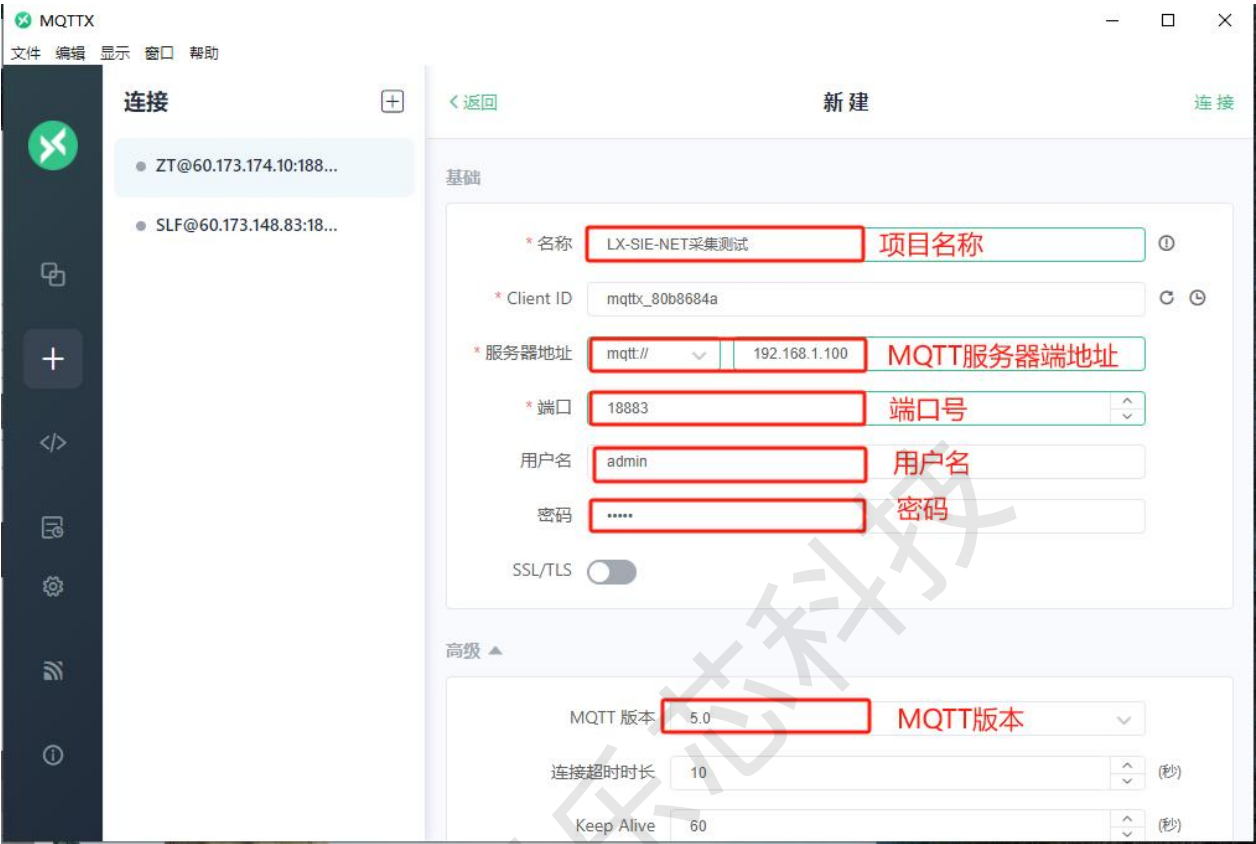 MQTTX
文件 编辑 显示 窗口 帮助
连接
返回
新建
连接
ZT@60.173.174.10:188...
SLF@60.173.148.83:18...
基础
* 名称 LX-SIE-NET采集测试 项目名称
* Client ID mqttx_80b8684a
* 服务器地址 mqtt:// 192.168.1.100 MQTT服务器端地址
* 端口 18883 端口号
用户名 admin 用户名
密码 ••••• 密码
SSL/TLS
高级
MQTT 版本 5.0 MQTT版本
连接超时时长 10 (秒)
Keep Alive 60 (秒)
乐芯科技